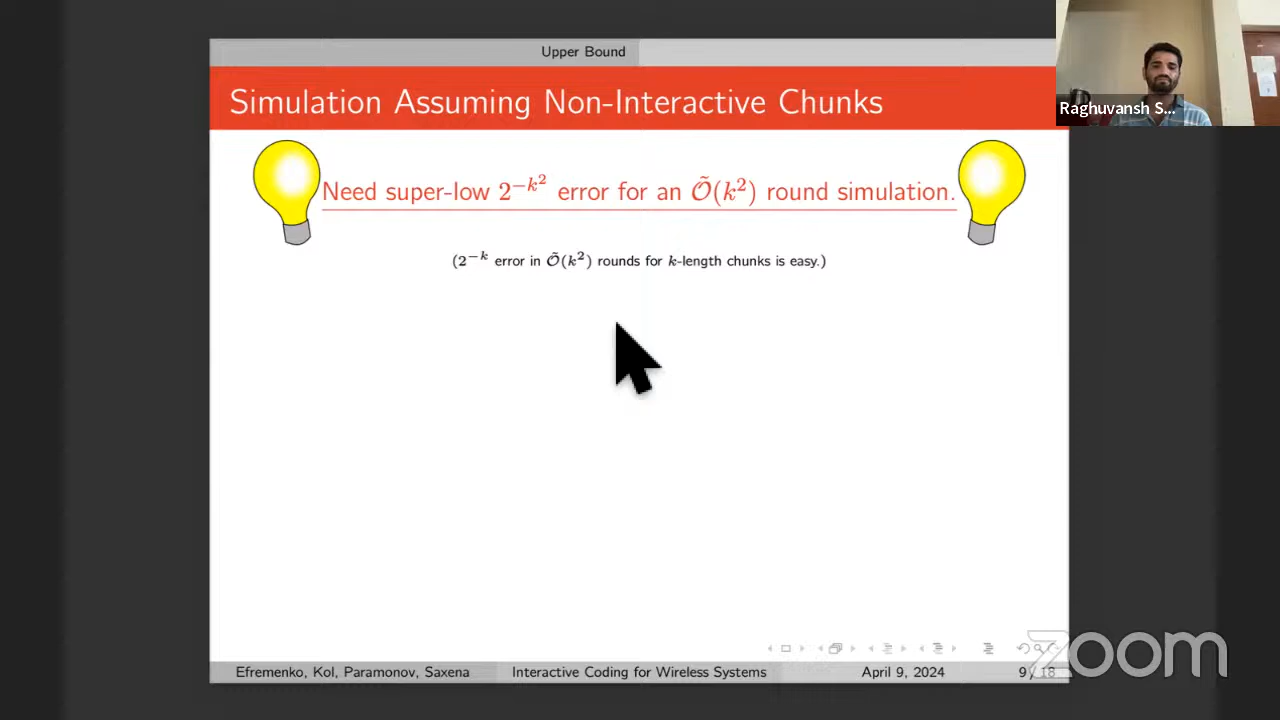 Upper Bound
Simulation Assuming Non-Interactive Chunks
Raghuvansh S...
Need super-low 2^{-k^2} error for an Õ(k^2) round simulation.
(2^{-k} error in Õ(k^2) rounds for k-length chunks is easy.)
zoom
Efremenko, Kol, Paramonov, Saxena
Interactive Coding for Wireless Systems
April 9, 2024
9 / 18